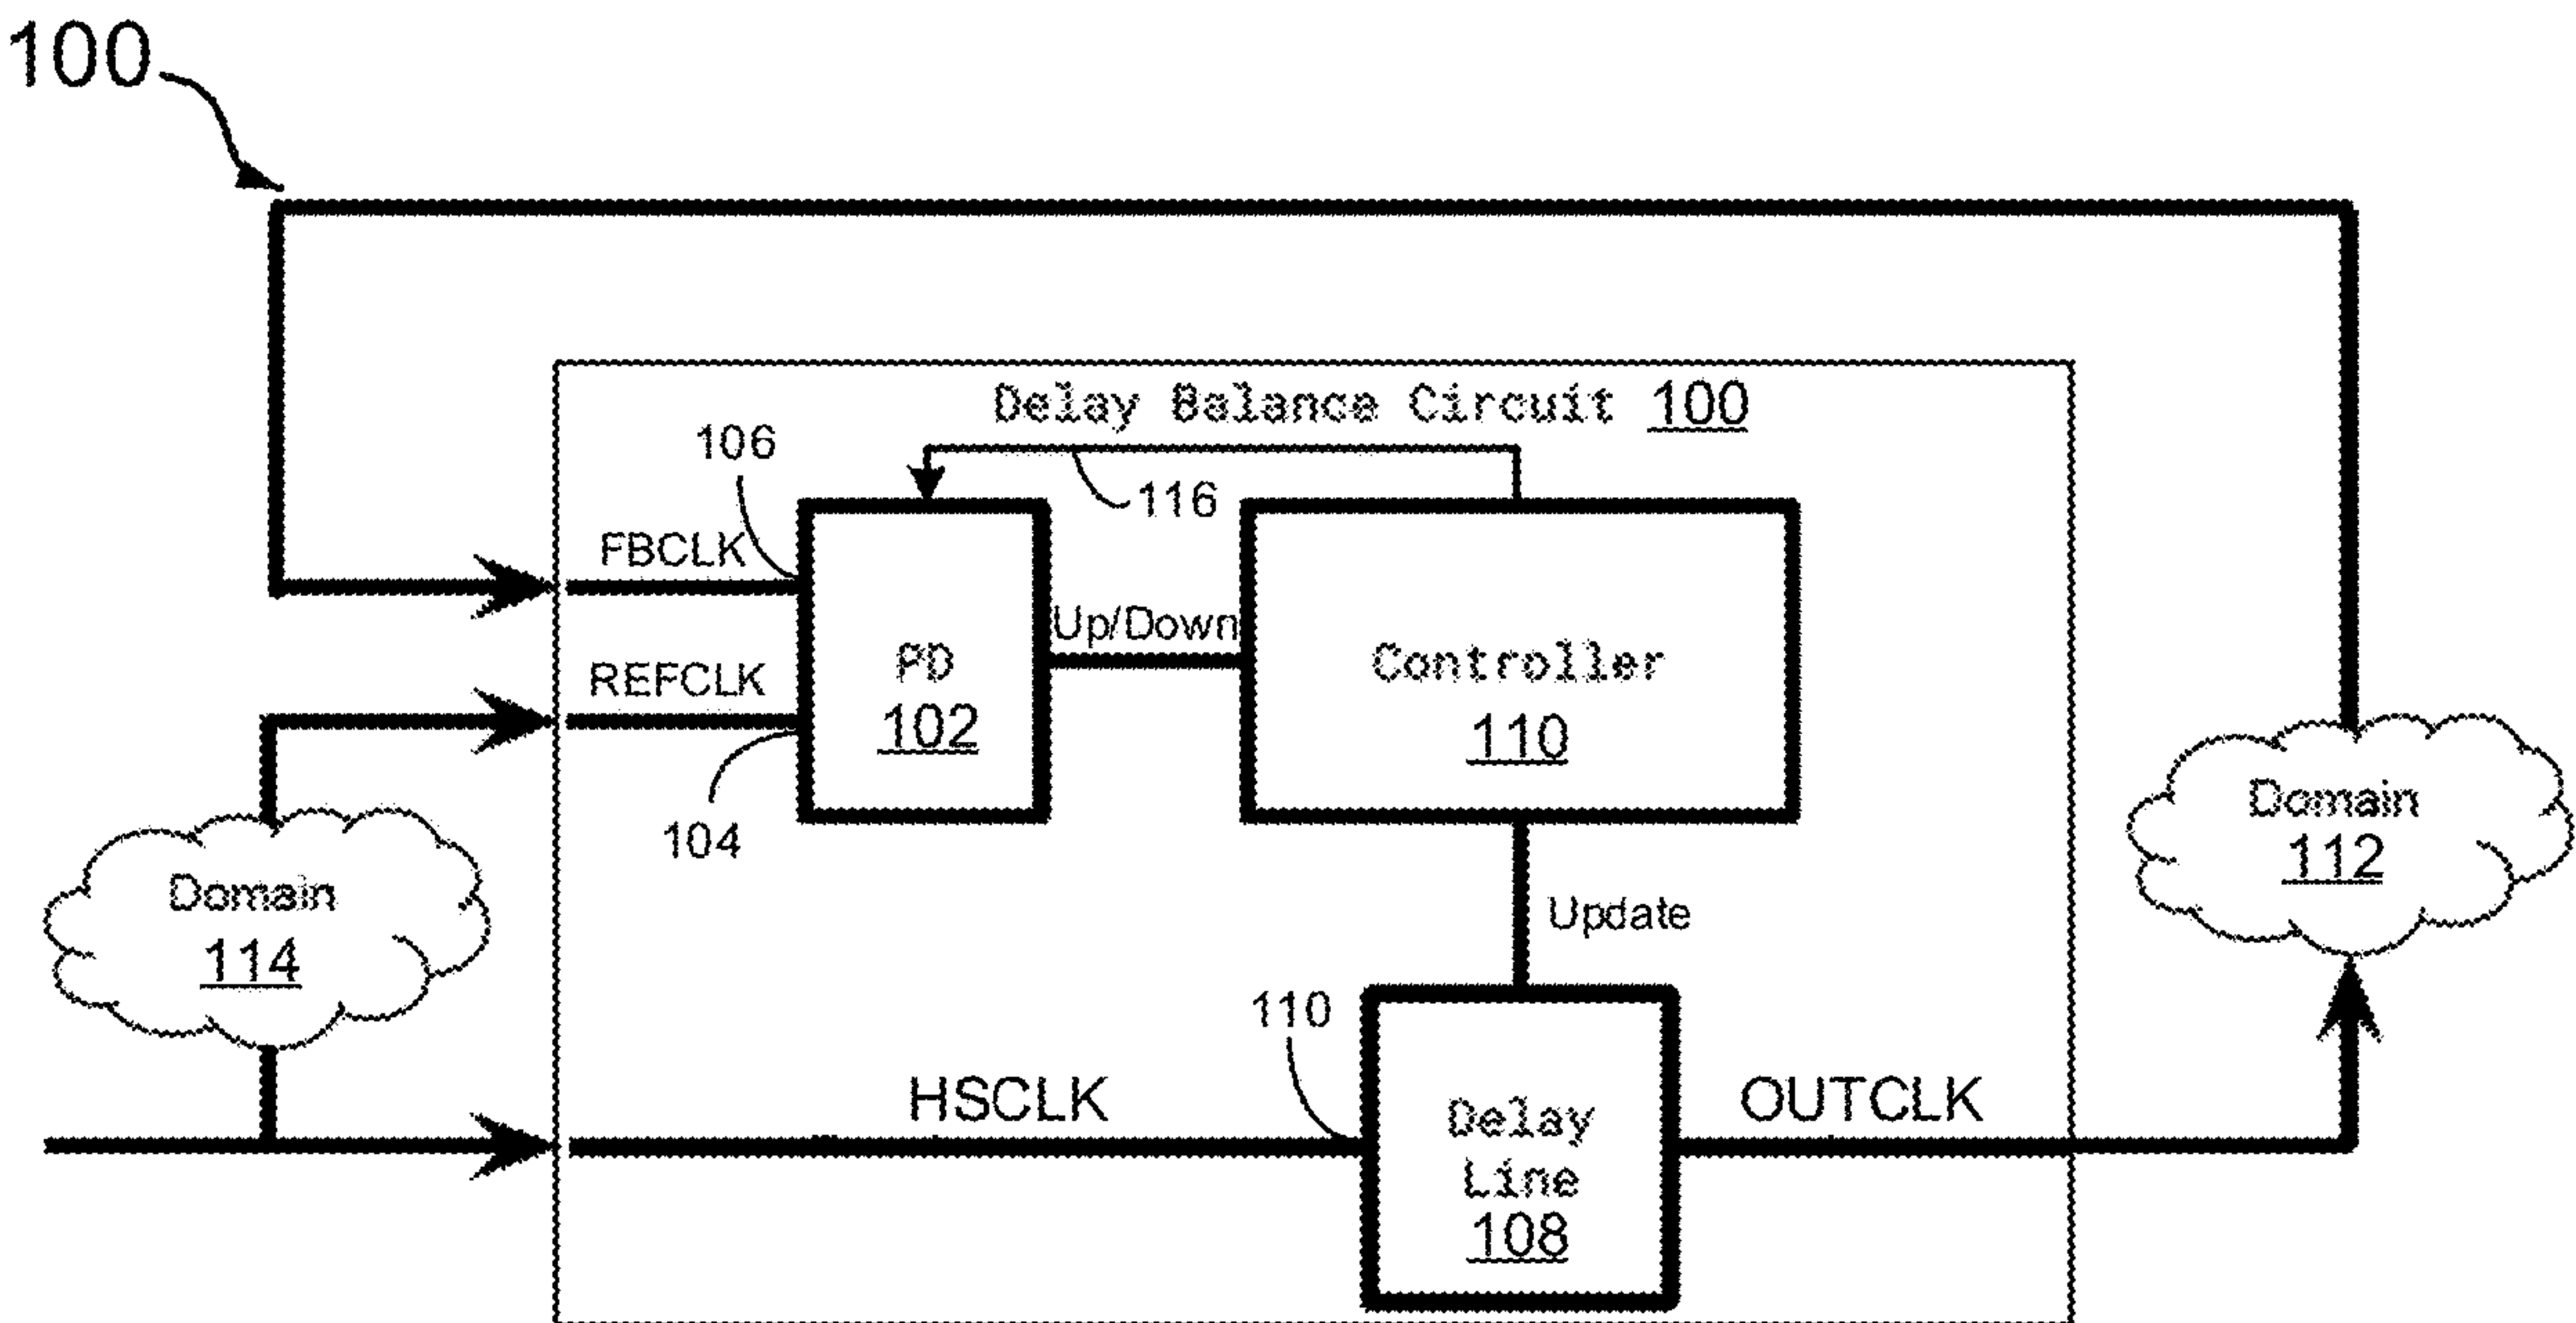 100
Delay Balance Circuit 100
106
116
FBCLK
Up/Down
REFCLK
PD
102
Controller
110
104
Domain
112
Domain
114
Update
110
HSCLK
OUTCLK
Delay
Line
108